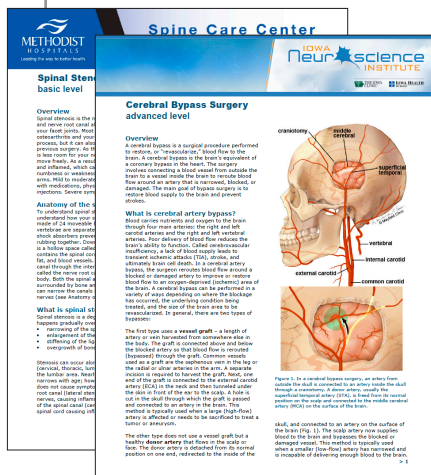 METHODIST
HOSPITALS
Leading the way to better health.
Spine Care Center
Spinal Sten
basic level
Overview
Spinal stenosis is the n
and nerve root canal a
your facet joints. Most
osteoarthritis and your
process, but it can also
previous surgery. As th
is less room for your ne
move freely. As a resul
and inflamed, which ca
numbness or weakness
arms. Mild to moderate
with medications, phys
injections. Severe sym
Anatomy of the s
To understand spinal st
understand how your s
made of 24 moveable b
vertebrae are separate
shock absorbers preven
rubbing together. Down
is a hollow space called
contains the spinal cord
fat, and blood vessels.
canal through the inter
called the nerve root c
body. Both the spinal a
surrounded by bone an
can narrow the canals
nerves (see Anatomy o
What is spinal st
Spinal stenosis is a deg
happens gradually over
• narrowing of the sp
• enlargement of the
• stiffening of the lig
• overgrowth of bone
Stenosis can occur alon
(cervical, thoracic, lum
the lumbar area. Nearl
narrows with age; how
does not cause sympto
root canal (lateral sten
nerves, causing inflam
of the spinal canal (cen
spinal cord causing infl
IOWA
Neuroscience
INSTITUTE
THE IOWA
CLINIC
IOWA HEALTH
Cerebral Bypass Surgery
advanced level
Overview
A cerebral bypass is a surgical procedure performed
to restore, or "revascularize," blood flow to the
brain. A cerebral bypass is the brain's equivalent of
a coronary bypass in the heart. The surgery
involves connecting a blood vessel from outside the
brain to a vessel inside the brain to reroute blood
flow around an artery that is narrowed, blocked, or
damaged. The main goal of bypass surgery is to
restore blood supply to the brain and prevent
strokes.
What is cerebral artery bypass?
Blood carries nutrients and oxygen to the brain
through four main arteries: the right and left
carotid arteries and the right and left vertebral
arteries. Poor delivery of blood flow reduces the
brain's ability to function. Called cerebrovascular
insufficiency, a lack of blood supply leads to
transient ischemic attacks (TIA), stroke, and
ultimately brain cell death. In a cerebral artery
bypass, the surgeon reroutes blood flow around a
blocked or damaged artery to improve or restore
blood flow to an oxygen-deprived (ischemic) area of
the brain. A cerebral bypass can be performed in a
variety of ways depending on where the blockage
has occurred, the underlying condition being
treated, and the size of the brain area to be
revascularized. In general, there are two types of
bypasses:
The first type uses a vessel graft – a length of
artery or vein harvested from somewhere else in
the body. The graft is connected above and below
the blocked artery so that blood flow is rerouted
(bypassed) through the graft. Common vessels
used as a graft are the saphenous vein in the leg or
the radial or ulnar arteries in the arm. A separate
incision is required to harvest the graft. Next, one
end of the graft is connected to the external carotid
artery (ECA) in the neck and then tunneled under
the skin in front of the ear to the scalp. A hole is
cut in the skull through which the graft is passed
and connected to an artery in the brain. This
method is typically used when a large (high-flow)
artery is affected or needs to be sacrificed to treat a
tumor or aneurysm.
The other type does not use a vessel graft but a
healthy donor artery that flows in the scalp or
face. The donor artery is detached from its normal
position on one end, redirected to the inside of the
craniotomy
middle
cerebral
superficial
temporal
vertebral
internal carotid
external carotid
common carotid
Figure 1. In a cerebral bypass surgery, an artery from
outside the skull is connected to an artery inside the skull
through a craniotomy. A donor artery, usually the
superficial temporal artery (STA), is freed from its normal
position on the scalp and connected to the middle cerebral
artery (MCA) on the surface of the brain.
skull, and connected to an artery on the surface of
the brain (Fig. 1). The scalp artery now supplies
blood to the brain and bypasses the blocked or
damaged vessel. This method is typically used
when a smaller (low-flow) artery has narrowed and
is incapable of delivering enough blood to the brain.
> 1